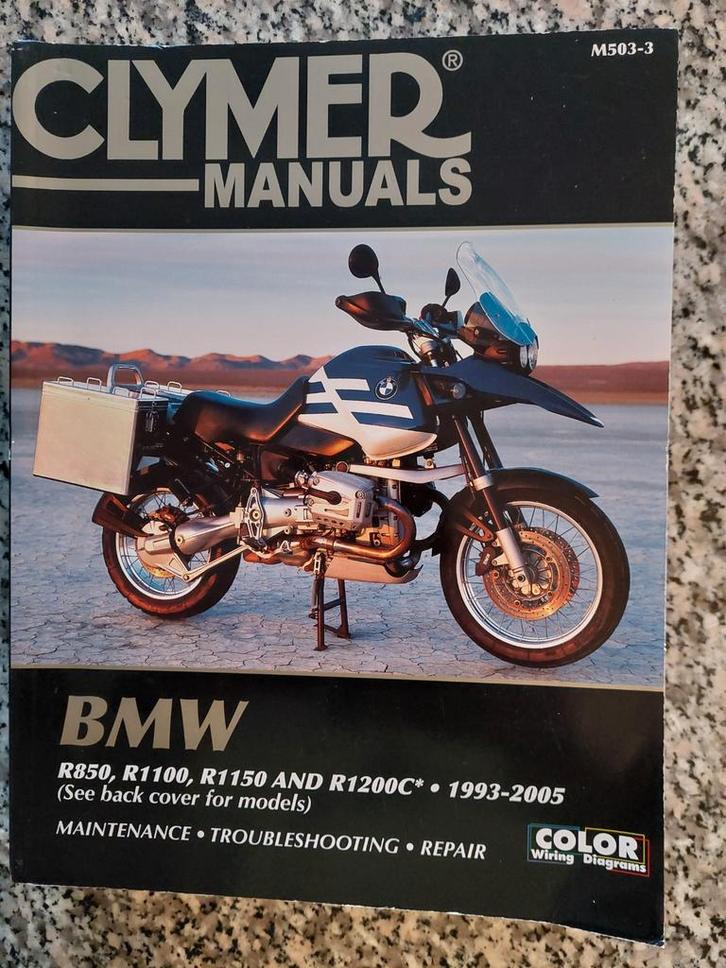 M503-3
CLYMER®
MANUALS
BMW
R850, R1100, R1150 AND R1200C* • 1993-2005
(See back cover for models)
MAINTENANCE • TROUBLESHOOTING • REPAIR
COLOR
Wiring Diagrams